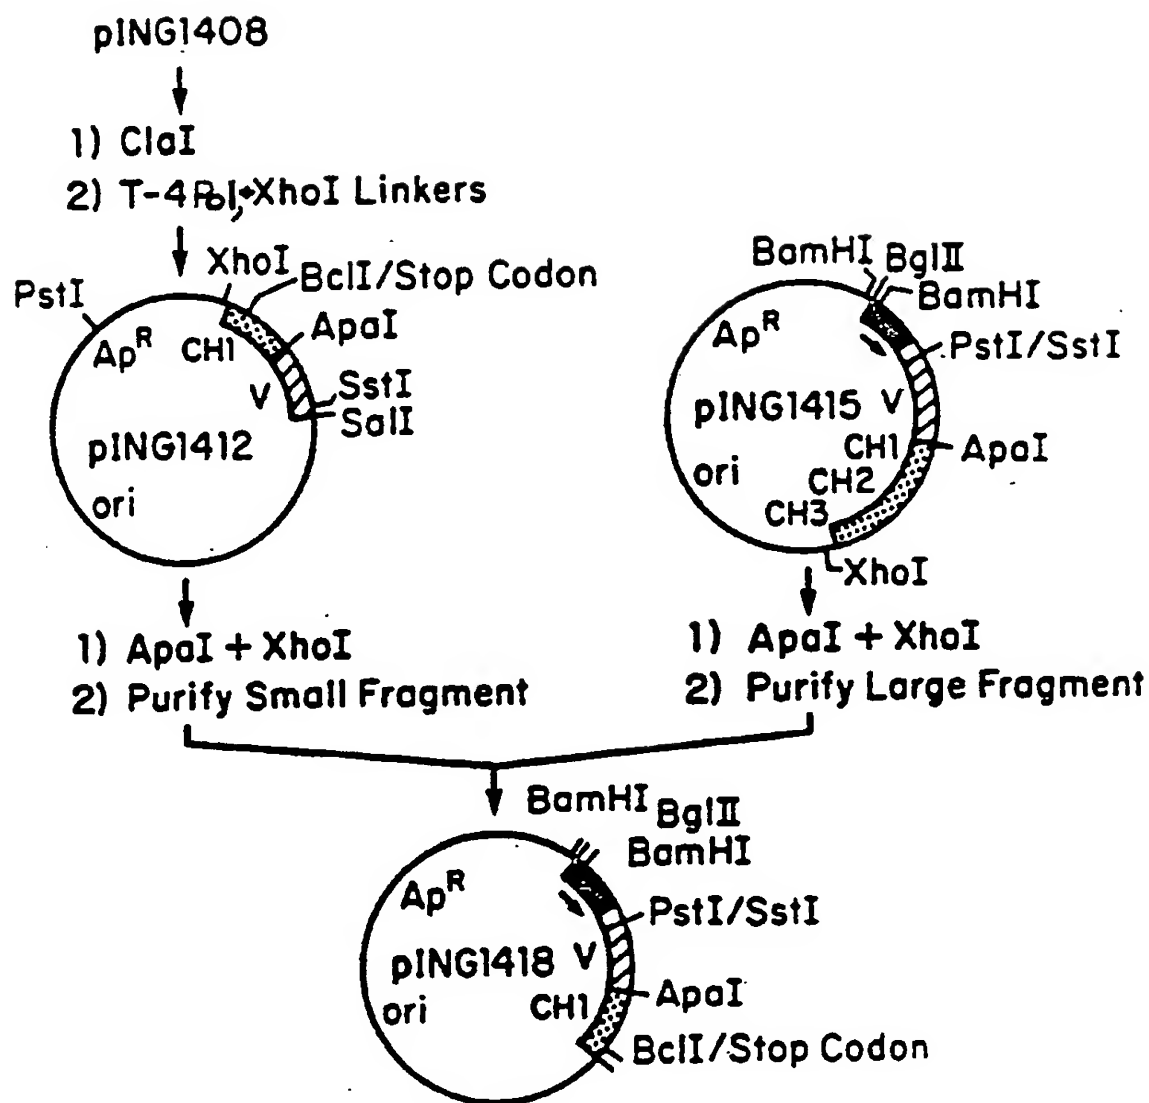 pING1408
1) ClaI
2) T-4 Pol, + XhoI Linkers
PstI
XhoI
BclI/Stop Codon
ApaI
SstI
SalI
Ap^R
CH1
V
pING1412
ori
BamHI
BglII
BamHI
PstI/SstI
ApaI
XhoI
Ap^R
pING1415
V
CH1
CH2
CH3
ori
1) ApaI + XhoI
2) Purify Small Fragment
1) ApaI + XhoI
2) Purify Large Fragment
BamHI
BglII
BamHI
PstI/SstI
ApaI
BclI/Stop Codon
Ap^R
pING1418
V
CH1
ori